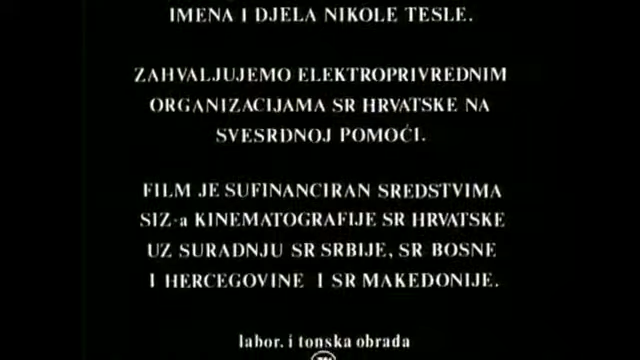 IMENA I DJELA NIKOLE TESLE.
ZAHVALJUJEMO ELEKTROPRIVREDNIM
ORGANIZACIJAMA SR HRVATSKE NA
SVESRDNOJ POMOĆI.
FILM JE SUFINANCIRAN SREDSTVIMA
SIZ-a KINEMATOGRAFIJE SR HRVATSKE
UZ SURADNJU SR SRBIJE, SR BOSNE
I HERCEGOVINE I SR MAKEDONIJE.
labor. i tonska obrada